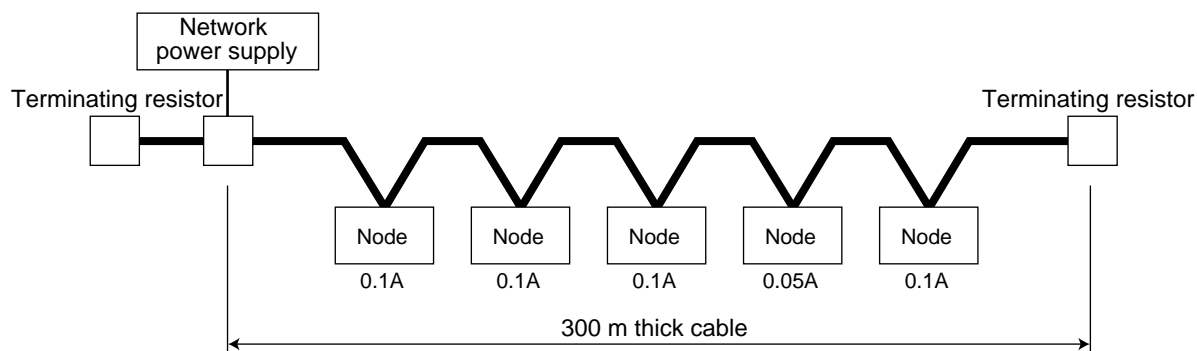 Network
power supply
Terminating resistor
Terminating resistor
Node
Node
Node
Node
Node
0.1A
0.1A
0.1A
0.05A
0.1A
300 m thick cable